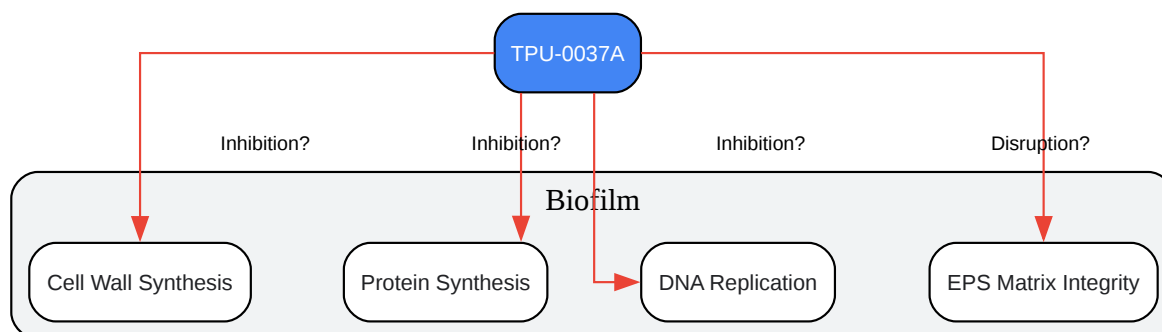 TPU-0037A
Inhibition?
Inhibition?
Inhibition?
Disruption?
Biofilm
Cell Wall Synthesis
Protein Synthesis
DNA Replication
EPS Matrix Integrity